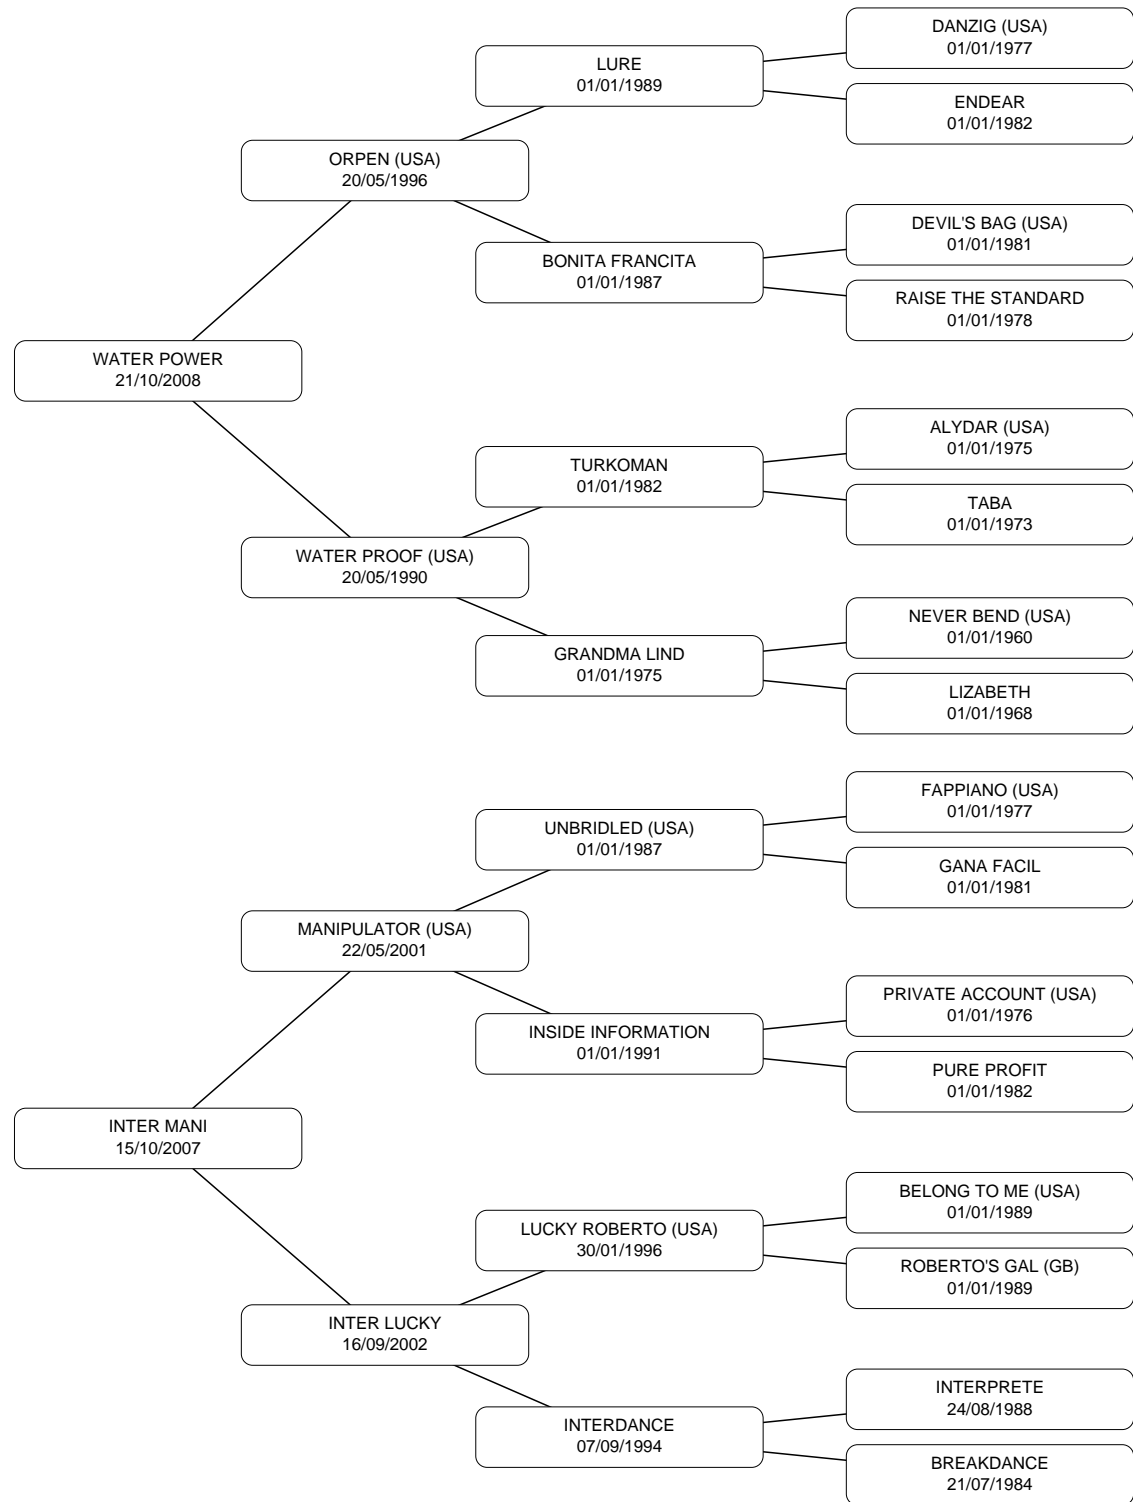 DANZIG (USA)
01/01/1977
LURE
01/01/1989
ENDEAR
01/01/1982
ORPEN (USA)
20/05/1996
DEVIL'S BAG (USA)
01/01/1981
BONITA FRANCITA
01/01/1987
RAISE THE STANDARD
01/01/1978
WATER POWER
21/10/2008
ALYDAR (USA)
01/01/1975
TURKOMAN
01/01/1982
TABA
01/01/1973
WATER PROOF (USA)
20/05/1990
NEVER BEND (USA)
01/01/1960
GRANDMA LIND
01/01/1975
LIZABETH
01/01/1968
FAPPIANO (USA)
01/01/1977
UNBRIDLED (USA)
01/01/1987
GANA FACIL
01/01/1981
MANIPULATOR (USA)
22/05/2001
PRIVATE ACCOUNT (USA)
01/01/1976
INSIDE INFORMATION
01/01/1991
PURE PROFIT
01/01/1982
INTER MANI
15/10/2007
BELONG TO ME (USA)
01/01/1989
LUCKY ROBERTO (USA)
30/01/1996
ROBERTO'S GAL (GB)
01/01/1989
INTER LUCKY
16/09/2002
INTERPRETE
24/08/1988
INTERDANCE
07/09/1994
BREAKDANCE
21/07/1984